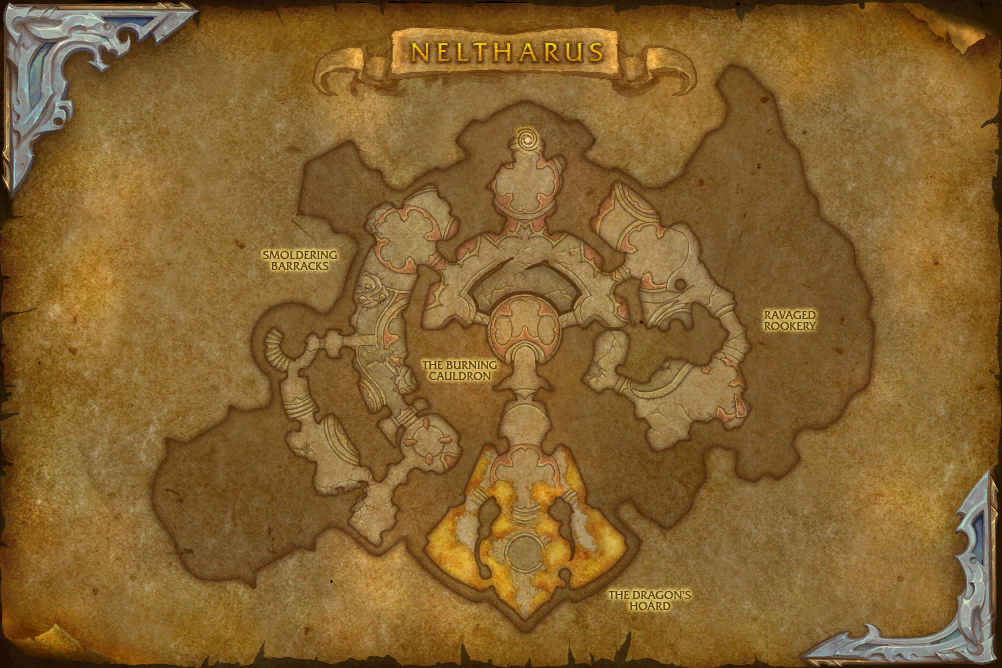 NELTHARUS
SMOLDERING
BARRACKS
RAVAGED
ROOKERY
THE BURNING
CAULDRON
THE DRAGON'S
HOARD